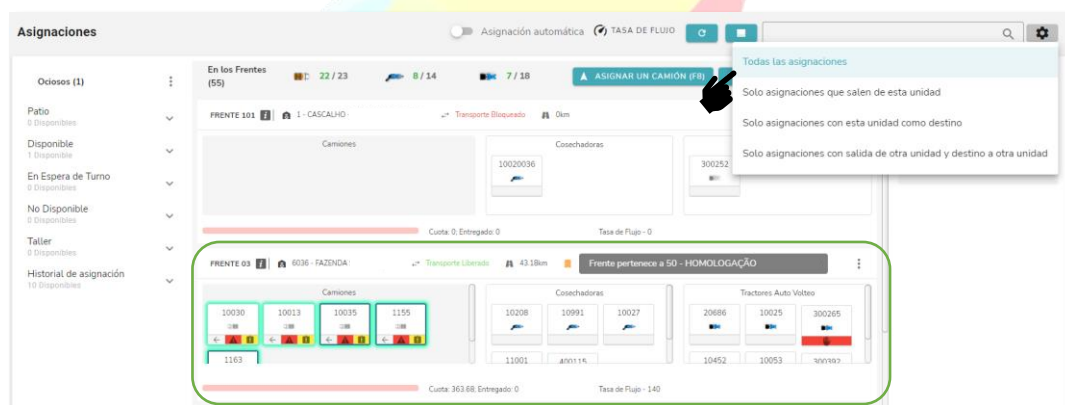 Asignaciones
Asignación automática
TASA DE FLUJO
Todas las asignaciones
Solo asignaciones que salen de esta unidad
Solo asignaciones con esta unidad como destino
Solo asignaciones con salida de otra unidad y destino a otra unidad
Ociosos (1)
Patio
0 Disponibles
Disponible
1 Disponible
En Espera de Turno
0 Disponibles
No Disponible
0 Disponibles
Taller
0 Disponibles
Historial de asignación
10 Disponibles
En los Frentes
(55)
22 / 23
8 / 14
7 / 18
ASIGNAR UN CAMIÓN (F8)
FRENTE 101
1 - CASCALHO
Transporte Bloqueado
0km
Camiones
Cosechadoras
10020036
300252
Cuota: 0; Entregado: 0
Tasa de Flujo - 0
FRENTE 03
6036 - FAZENDA
Transporte Liberado
43.18km
Frente pertenece a 50 - HOMOLOGAÇÃO
Camiones
Cosechadoras
Tractores Auto Volteo
10030
10013
10035
1155
10208
10991
10027
20686
10025
300265
1163
11001
400115
10452
10053
300392
Cuota: 363.68; Entregado: 0
Tasa de Flujo - 140